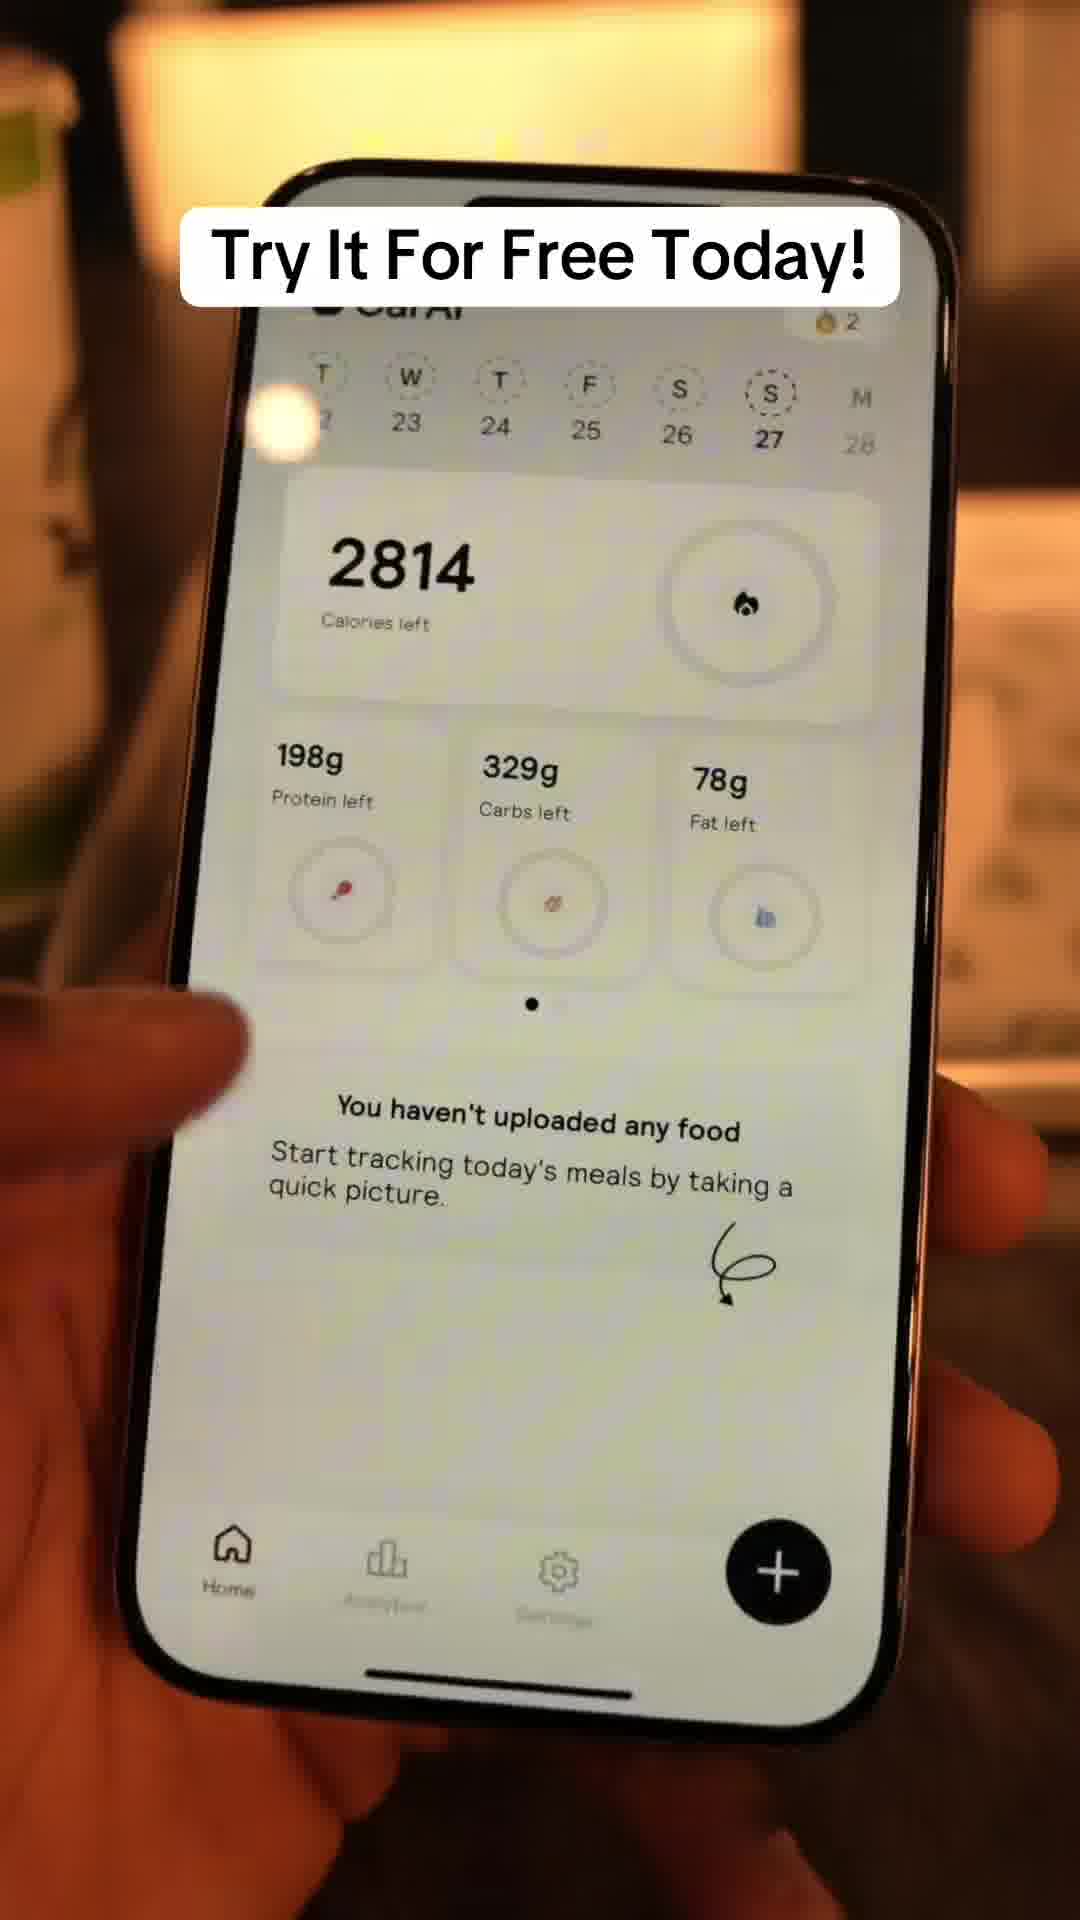 Try It For Free Today!
Cal AI
2
T W T F S S M
23 24 25 26 27 28
2814
Calories left
198g 329g 78g
Protein left Carbs left Fat left
You haven't uploaded any food
Start tracking today's meals by taking a
quick picture.
Home